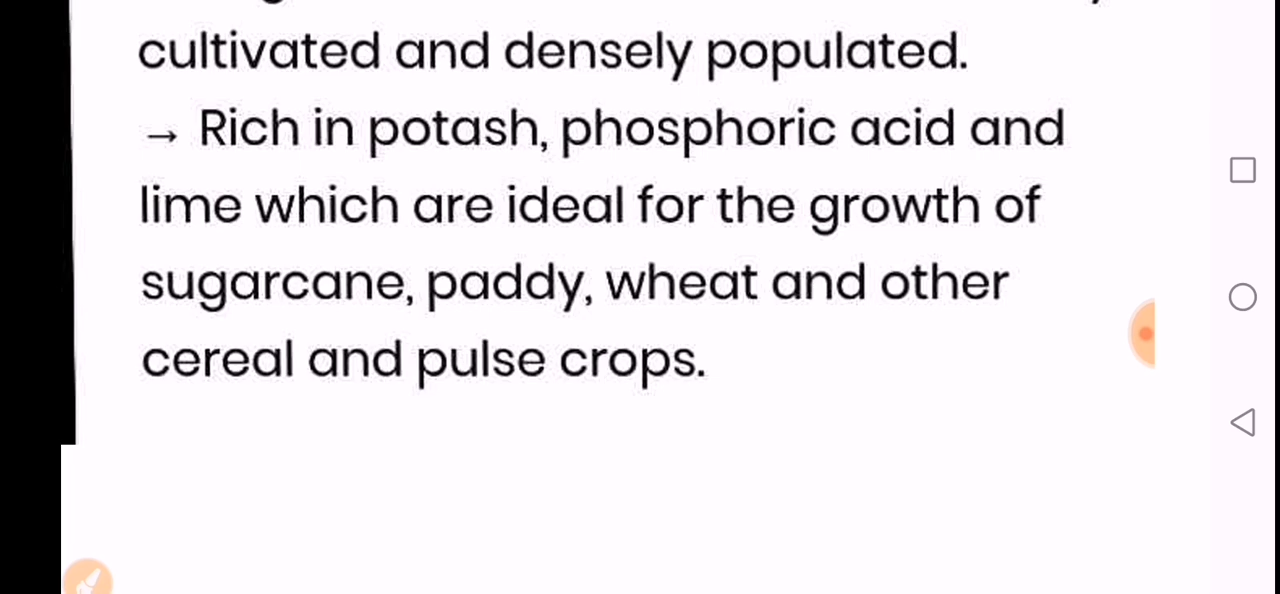 cultivated and densely populated.
→ Rich in potash, phosphoric acid and
lime which are ideal for the growth of
sugarcane, paddy, wheat and other
cereal and pulse crops.